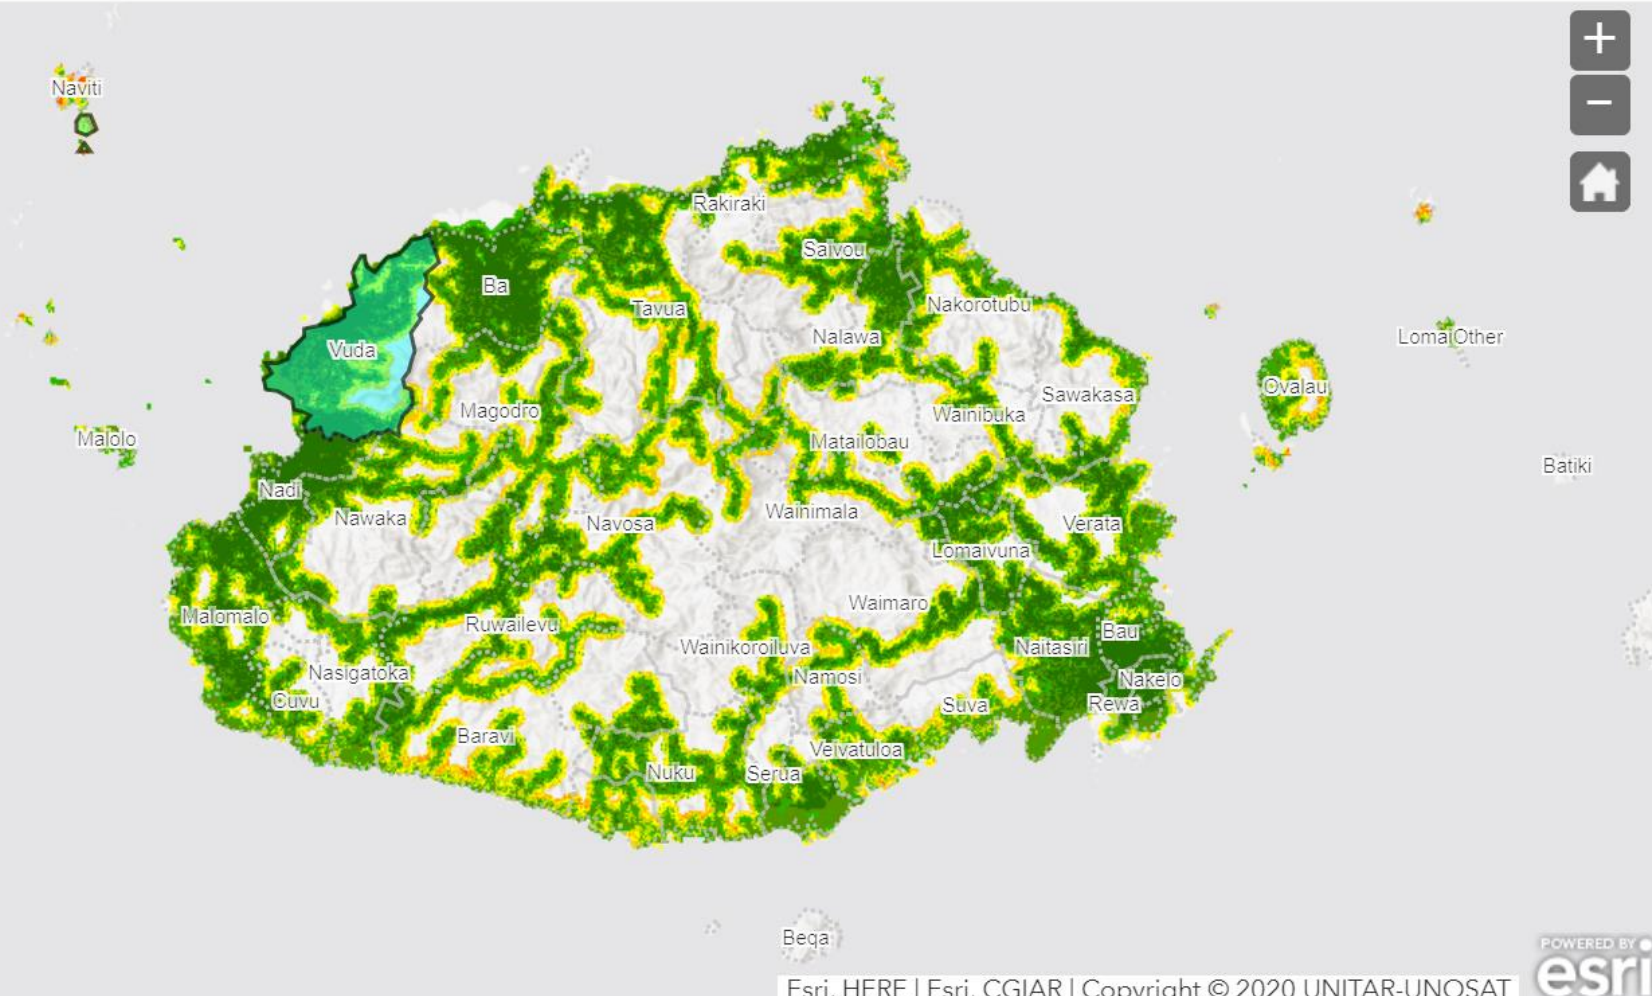 +
Naviti
−
Rakiraki
Saivou
Ba
Nakorotubu
Tavua
Nalawa
LomaiOther
Vuda
Ovalau
Sawakasa
Magodro
Wainibuka
Malolo
Matailobau
Batiki
Nadi
Wainimala
Nawaka
Navosa
Verata
Lomaivuna
Waimaro
Malomalo
Ruwailevu
Bau
Wainikoroiluva
Naitasiri
Nasigatoka
Namosi
Nakelo
Cuvu
Suva
Rewa
Baravi
Veivatuloa
Nuku
Serua
Beqa
POWERED BY
esri
Esri, HERE | Esri, CGIAR | Copyright © 2020 UNITAR-UNOSAT